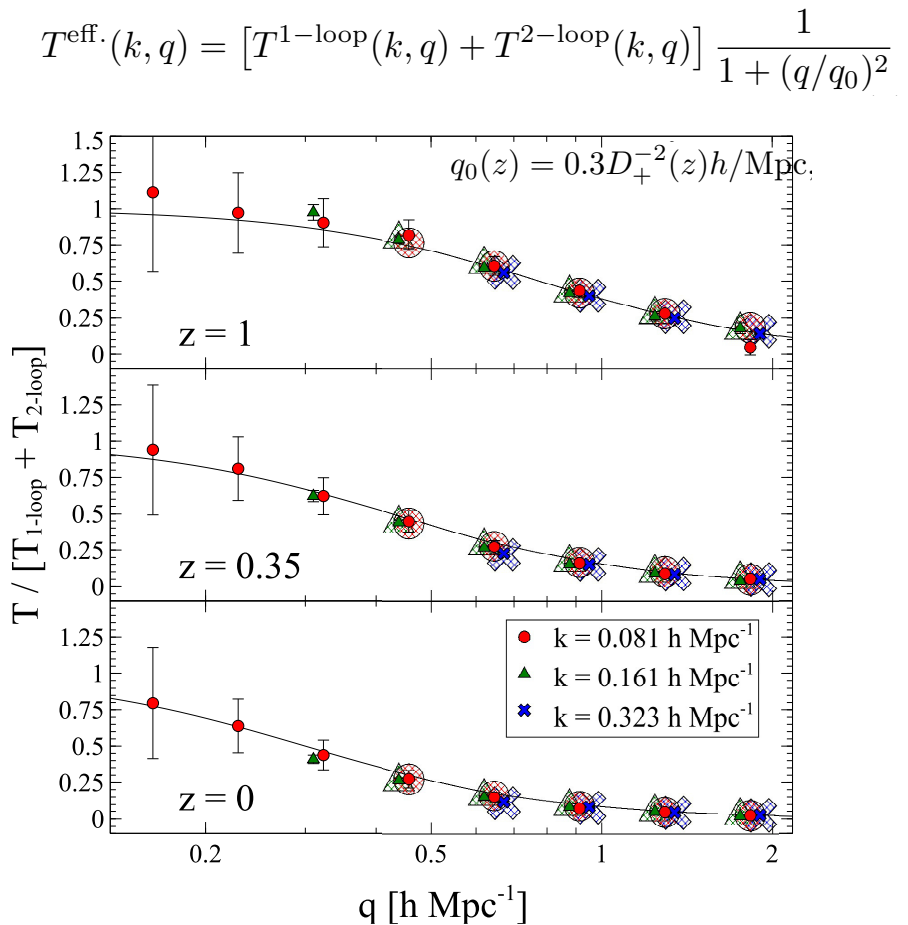 T^{eff.}(k, q) = [T^{1−loop}(k, q) + T^{2−loop}(k, q)] \frac{1}{1 + (q/q_0)^2}
q_0(z) = 0.3D_+^{−2}(z)h/Mpc,
1.5
1.25
1
0.75
0.5
0.25
0
z = 1
1.25
1
0.75
0.5
0.25
0
z = 0.35
T / [T_{1-loop} + T_{2-loop}]
1.25
1
0.75
0.5
0.25
0
z = 0
k = 0.081 h Mpc^{-1}
k = 0.161 h Mpc^{-1}
k = 0.323 h Mpc^{-1}
0.2 0.5 1 2
q [h Mpc^{-1}]